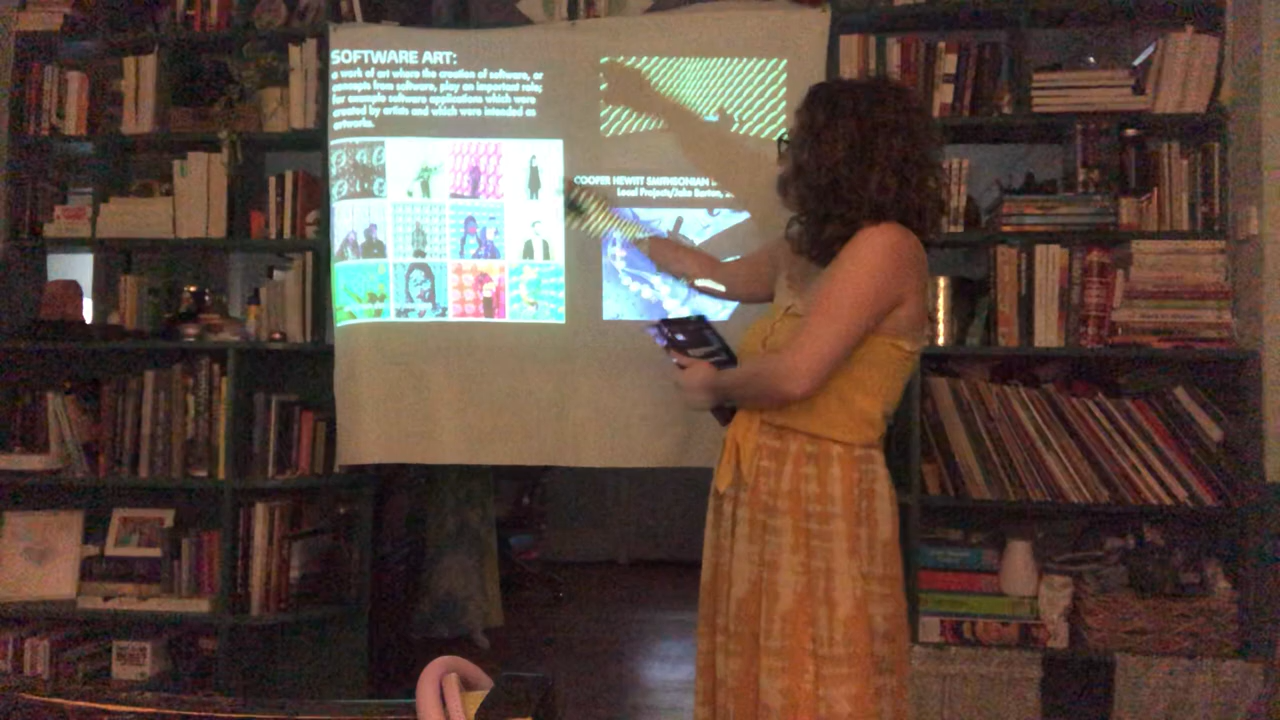 SOFTWARE ART:
a work of art where the creation of software, or
concepts from software, play an important role;
for example software applications which were
created by artists and which were intended as
artworks.
COOPER HEWITT SMITHSONIAN
Local Projects/Jake Barton,